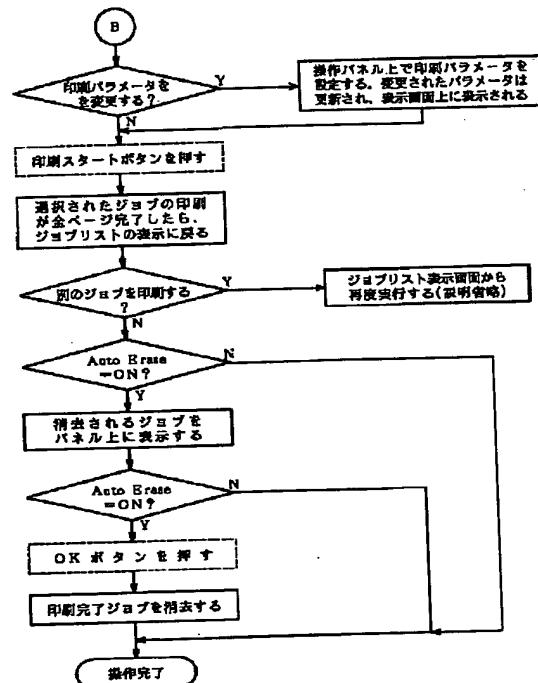 B
印刷パラメータを
を変更する?
Y
操作パネル上で印刷パラメータを
設定する。変更されたパラメータは
更新され、表示画面上に表示される
N
印刷スタートボタンを押す
選択されたジョブの印刷
が全ページ完了したら、
ジョブリストの表示に戻る
別のジョブを印刷する
?
Y
ジョブリスト表示画面から
再度実行する(説明省略)
N
Auto Erase
=ON?
N
Y
消去されるジョブを
パネル上に表示する
Auto Erase
=ON?
N
Y
OKボタンを押す
印刷完了ジョブを消去する
操作完了